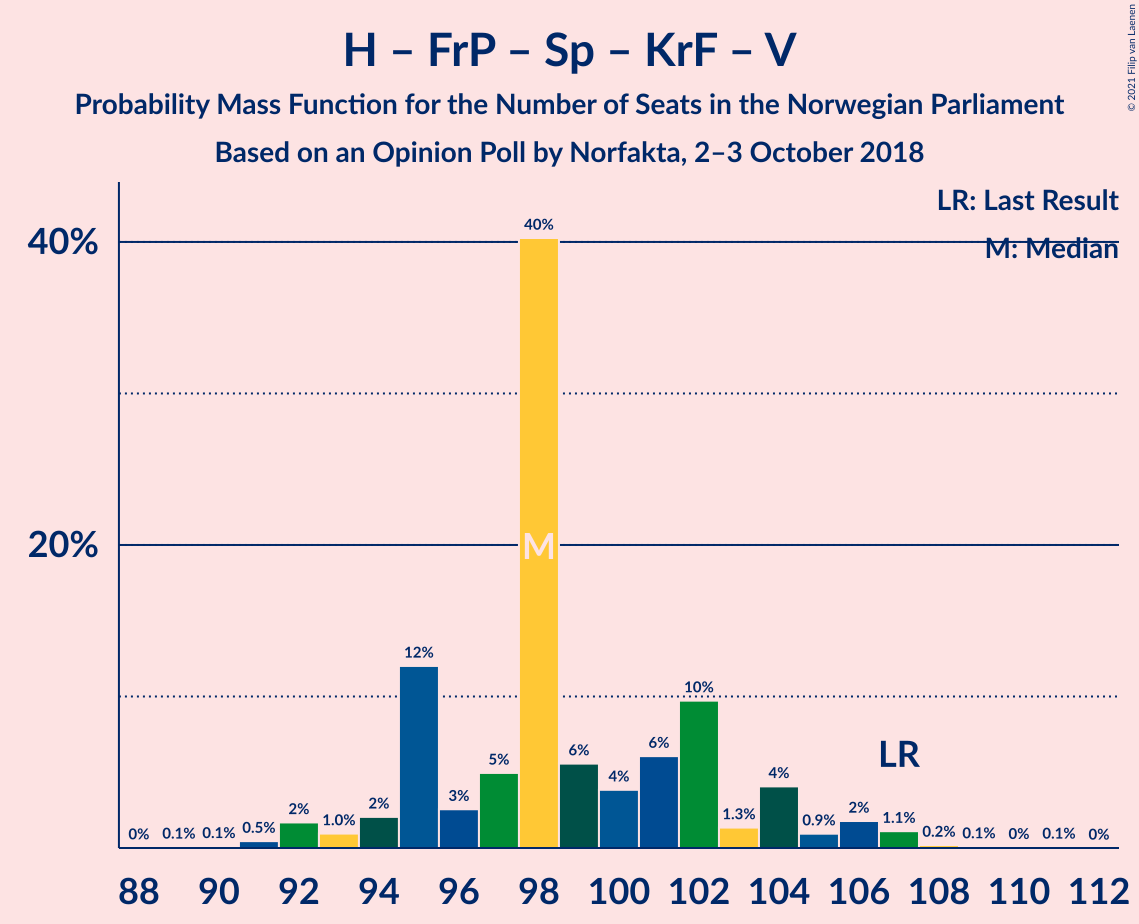 H – FrP – Sp – KrF – V
Probability Mass Function for the Number of Seats in the Norwegian Parliament
Based on an Opinion Poll by Norfakta, 2–3 October 2018
© 2021 Filip van Laenen
LR: Last Result
M: Median
40%
20%
0% 0.1% 0.1% 0.5% 2% 1.0% 2% 12% 3% 5% 40% 6% 4% 6% 10% 1.3% 4% 0.9% 2% 1.1% 0.2% 0.1% 0% 0.1% 0%
M
LR
88 90 92 94 96 98 100 102 104 106 108 110 112